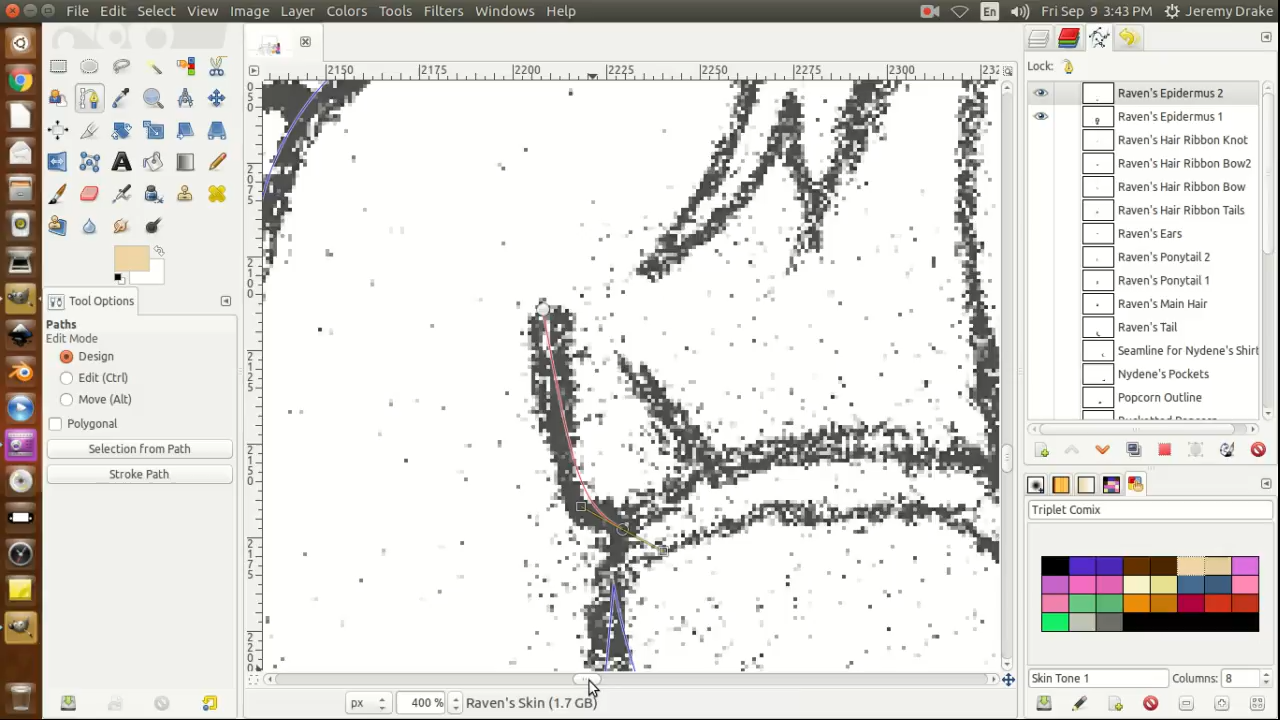 File Edit Select View Image Layer Colors Tools Filters Windows Help En Fri Sep 9 3:43 PM Jeremy Drake
2150 2175 2200 2225 2250 2275 2300
Lock:
Raven's Epidermus 2
Raven's Epidermus 1
Raven's Hair Ribbon Knot
Raven's Hair Ribbon Bow2
Raven's Hair Ribbon Bow
Raven's Hair Ribbon Tails
Raven's Ears
Raven's Ponytail 2
Raven's Ponytail 1
Raven's Main Hair
Raven's Tail
Seamline for Nydene's Shirt
Nydene's Pockets
Popcorn Outline
Tool Options
Paths
Edit Mode
Design
Edit (Ctrl)
Move (Alt)
Polygonal
Selection from Path
Stroke Path
Triplet Comix
Skin Tone 1 Columns: 8
px 400 % Raven's Skin (1.7 GB)